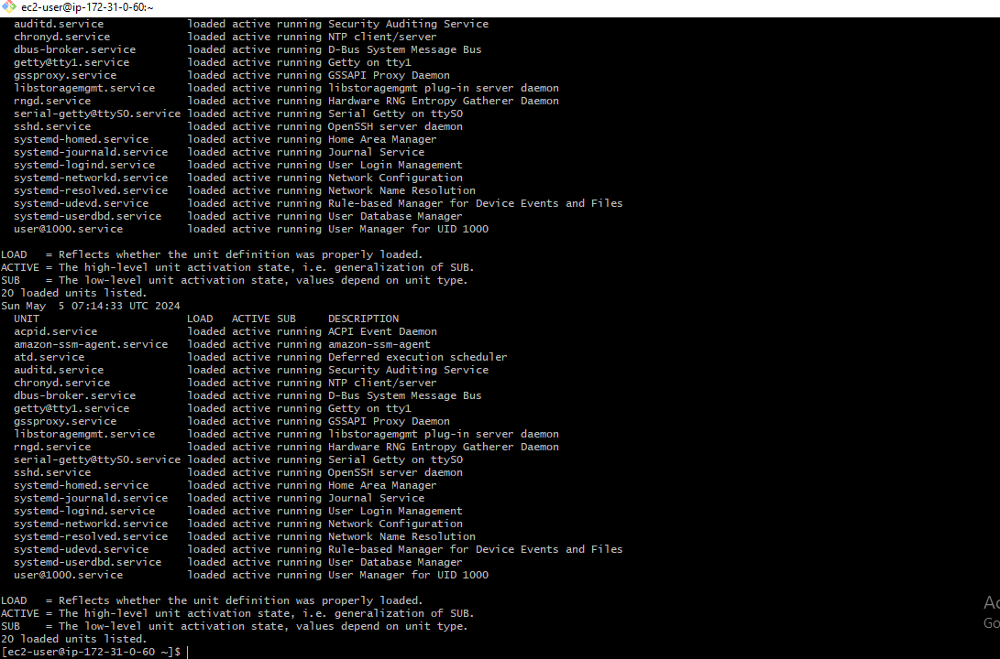 ec2-user@ip-172-31-0-60:~
auditd.service loaded active running Security Auditing Service
chronyd.service loaded active running NTP client/server
dbus-broker.service loaded active running D-Bus System Message Bus
getty@tty1.service loaded active running Getty on tty1
gssproxy.service loaded active running GSSAPI Proxy Daemon
libstoragemgmt.service loaded active running libstoragemgmt plug-in server daemon
rngd.service loaded active running Hardware RNG Entropy Gatherer Daemon
serial-getty@ttyS0.service loaded active running Serial Getty on ttyS0
sshd.service loaded active running OpenSSH server daemon
systemd-homed.service loaded active running Home Area Manager
systemd-journald.service loaded active running Journal Service
systemd-logind.service loaded active running User Login Management
systemd-networkd.service loaded active running Network Configuration
systemd-resolved.service loaded active running Network Name Resolution
systemd-udevd.service loaded active running Rule-based Manager for Device Events and Files
systemd-userdbd.service loaded active running User Database Manager
user@1000.service loaded active running User Manager for UID 1000
LOAD = Reflects whether the unit definition was properly loaded.
ACTIVE = The high-level unit activation state, i.e. generalization of SUB.
SUB = The low-level unit activation state, values depend on unit type.
20 loaded units listed.
Sun May 5 07:14:33 UTC 2024
UNIT LOAD ACTIVE SUB DESCRIPTION
acpid.service loaded active running ACPI Event Daemon
amazon-ssm-agent.service loaded active running amazon-ssm-agent
atd.service loaded active running Deferred execution scheduler
auditd.service loaded active running Security Auditing Service
chronyd.service loaded active running NTP client/server
dbus-broker.service loaded active running D-Bus System Message Bus
getty@tty1.service loaded active running Getty on tty1
gssproxy.service loaded active running GSSAPI Proxy Daemon
libstoragemgmt.service loaded active running libstoragemgmt plug-in server daemon
rngd.service loaded active running Hardware RNG Entropy Gatherer Daemon
serial-getty@ttyS0.service loaded active running Serial Getty on ttyS0
sshd.service loaded active running OpenSSH server daemon
systemd-homed.service loaded active running Home Area Manager
systemd-journald.service loaded active running Journal Service
systemd-logind.service loaded active running User Login Management
systemd-networkd.service loaded active running Network Configuration
systemd-resolved.service loaded active running Network Name Resolution
systemd-udevd.service loaded active running Rule-based Manager for Device Events and Files
systemd-userdbd.service loaded active running User Database Manager
user@1000.service loaded active running User Manager for UID 1000
LOAD = Reflects whether the unit definition was properly loaded.
ACTIVE = The high-level unit activation state, i.e. generalization of SUB.
SUB = The low-level unit activation state, values depend on unit type.
20 loaded units listed.
[ec2-user@ip-172-31-0-60 ~]$